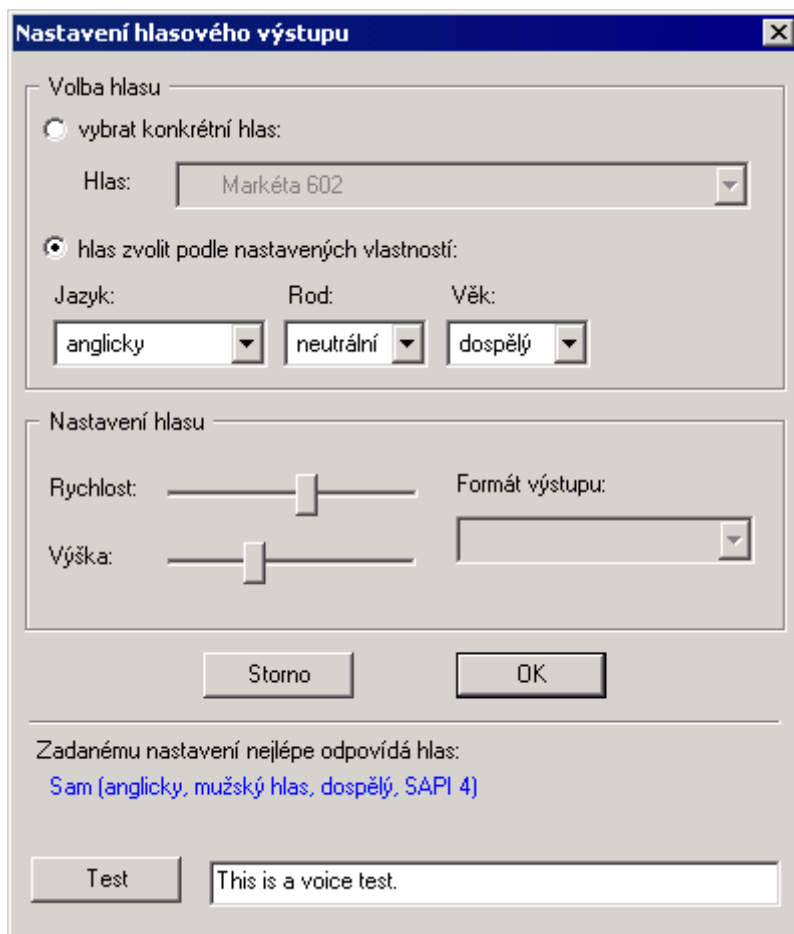 Nastavení hlasového výstupu
Volba hlasu
vybrat konkrétní hlas:
Hlas: Markéta 602
hlas zvolit podle nastavených vlastností:
Jazyk: Rod: Věk:
anglicky neutrální dospělý
Nastavení hlasu
Rychlost: Formát výstupu:
Výška:
Storno OK
Zadanému nastavení nejlépe odpovídá hlas:
Sam (anglicky, mužský hlas, dospělý, SAPI 4)
Test This is a voice test.